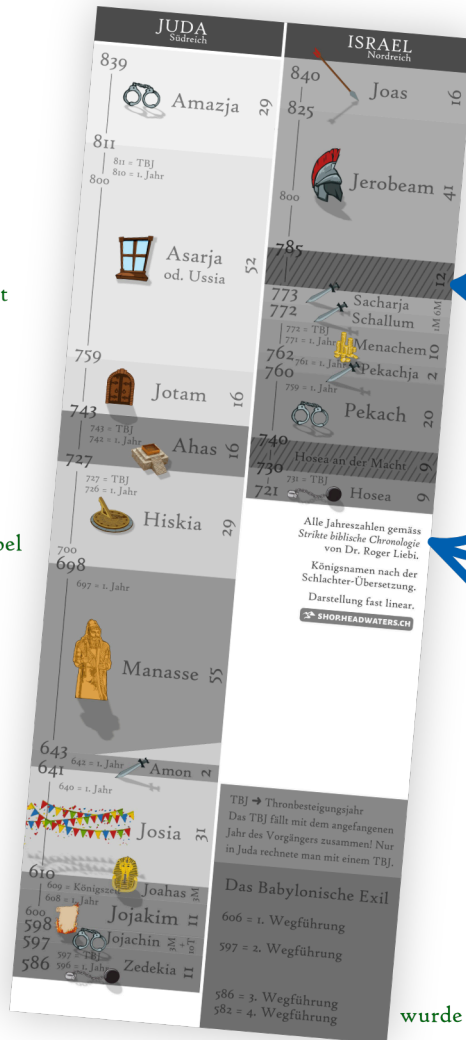 JUDA
Südreich
839
Amazja
29
811
811 = TBJ
810 = 1. Jahr
800
Asarja
od. Ussia
52
759
Jotam
16
743
743 = TBJ
742 = 1. Jahr
Ahas
16
727
727 = TBJ
726 = 1. Jahr
Hiskia
29
700
698
697 = 1. Jahr
Manasse
55
643
642 = 1. Jahr
Amon
2
641
640 = 1. Jahr
Josia
31
610
609 = Königszeit
608 = 1. Jahr
Joahas
3M
600
Jojakim
11
598
Jojachin
3M +
10T
597
597 = TBJ
596 = 1. Jahr
Zedekia
11
586
ISRAEL
Nordreich
840
Joas
16
825
Jerobeam
41
800
785
12
773
Sacharja
6M
772
Schallum
1M
772 = TBJ
771 = 1. Jahr
Menachem
10
762
761 = 1. Jahr
Pekachja
2
760
759 = 1. Jahr
Pekach
20
740
Hosea an der Macht
9
730
731 = TBJ
Hosea
9
721
Alle Jahreszahlen gemäss
Strikte biblische Chronologie
von Dr. Roger Liebi.
Königsnamen nach der
Schlachter-Übersetzung.
Darstellung fast linear.
SHOP.HEADWATERS.CH
TBJ ➔ Thronbesteigungsjahr
Das TBJ fällt mit dem angefangenen
Jahr des Vorgängers zusammen! Nur
in Juda rechnete man mit einem TBJ.
Das Babylonische Exil
606 = 1. Wegführung
597 = 2. Wegführung
586 = 3. Wegführung
582 = 4. Wegführung
t
pel
wurde